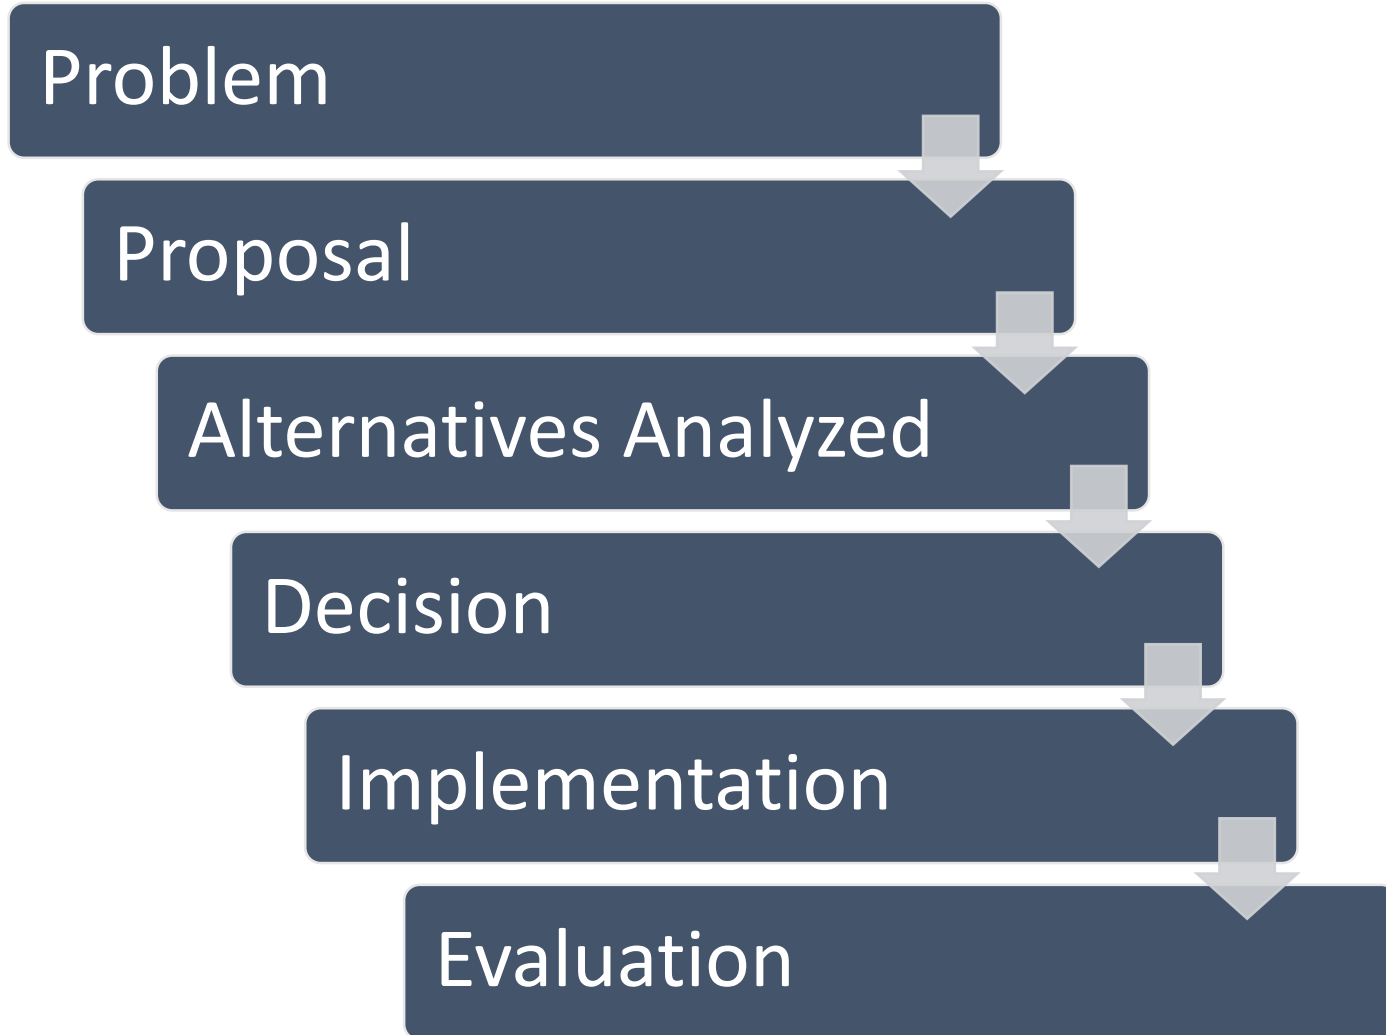 Problem
Proposal
Alternatives Analyzed
Decision
Implementation
Evaluation